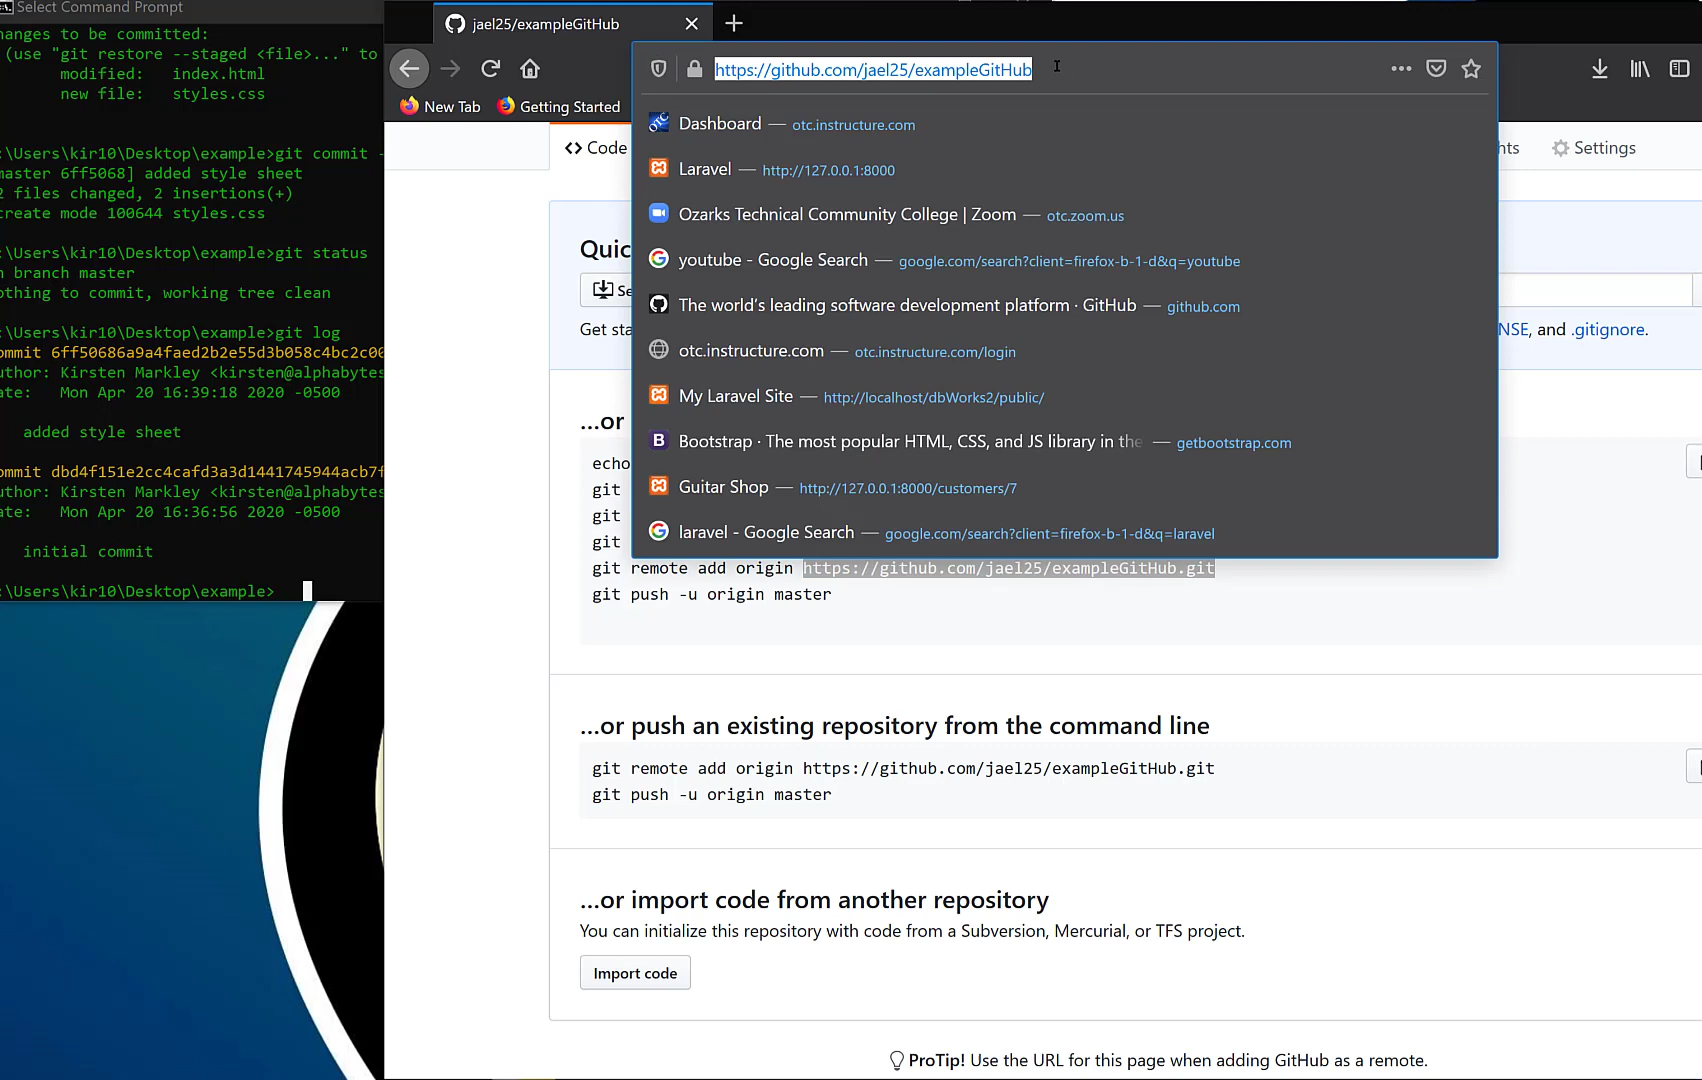 Select Command Prompt
hanges to be committed:
(use "git restore --staged <file>..." to
modified: index.html
new file: styles.css
:\Users\kir10\Desktop\example>git commit -
master 6ff5068] added style sheet
2 files changed, 2 insertions(+)
create mode 100644 styles.css
:\Users\kir10\Desktop\example>git status
n branch master
othing to commit, working tree clean
:\Users\kir10\Desktop\example>git log
ommit 6ff50686a9a4faed2b2e55d3b058c4bc2c00
uthor: Kirsten Markley <kirsten@alphabytes
ate: Mon Apr 20 16:39:18 2020 -0500
added style sheet
ommit dbd4f151e2cc4cafd3a3d1441745944acb7f
uthor: Kirsten Markley <kirsten@alphabytes
ate: Mon Apr 20 16:36:56 2020 -0500
initial commit
:\Users\kir10\Desktop\example>
jael25/exampleGitHub
https://github.com/jael25/exampleGitHub
New Tab Getting Started
Dashboard — otc.instructure.com
Laravel — http://127.0.0.1:8000
Ozarks Technical Community College | Zoom — otc.zoom.us
youtube - Google Search — google.com/search?client=firefox-b-1-d&q=youtube
The world's leading software development platform · GitHub — github.com
otc.instructure.com — otc.instructure.com/login
My Laravel Site — http://localhost/dbWorks2/public/
Bootstrap · The most popular HTML, CSS, and JS library in the — getbootstrap.com
Guitar Shop — http://127.0.0.1:8000/customers/7
laravel - Google Search — google.com/search?client=firefox-b-1-d&q=laravel
<> Code hts Settings
Quic
Se
Get sta NSE, and .gitignore.
...or
echo
git
git
git
git remote add origin https://github.com/jael25/exampleGitHub.git
git push -u origin master
...or push an existing repository from the command line
git remote add origin https://github.com/jael25/exampleGitHub.git
git push -u origin master
...or import code from another repository
You can initialize this repository with code from a Subversion, Mercurial, or TFS project.
Import code
ProTip! Use the URL for this page when adding GitHub as a remote.